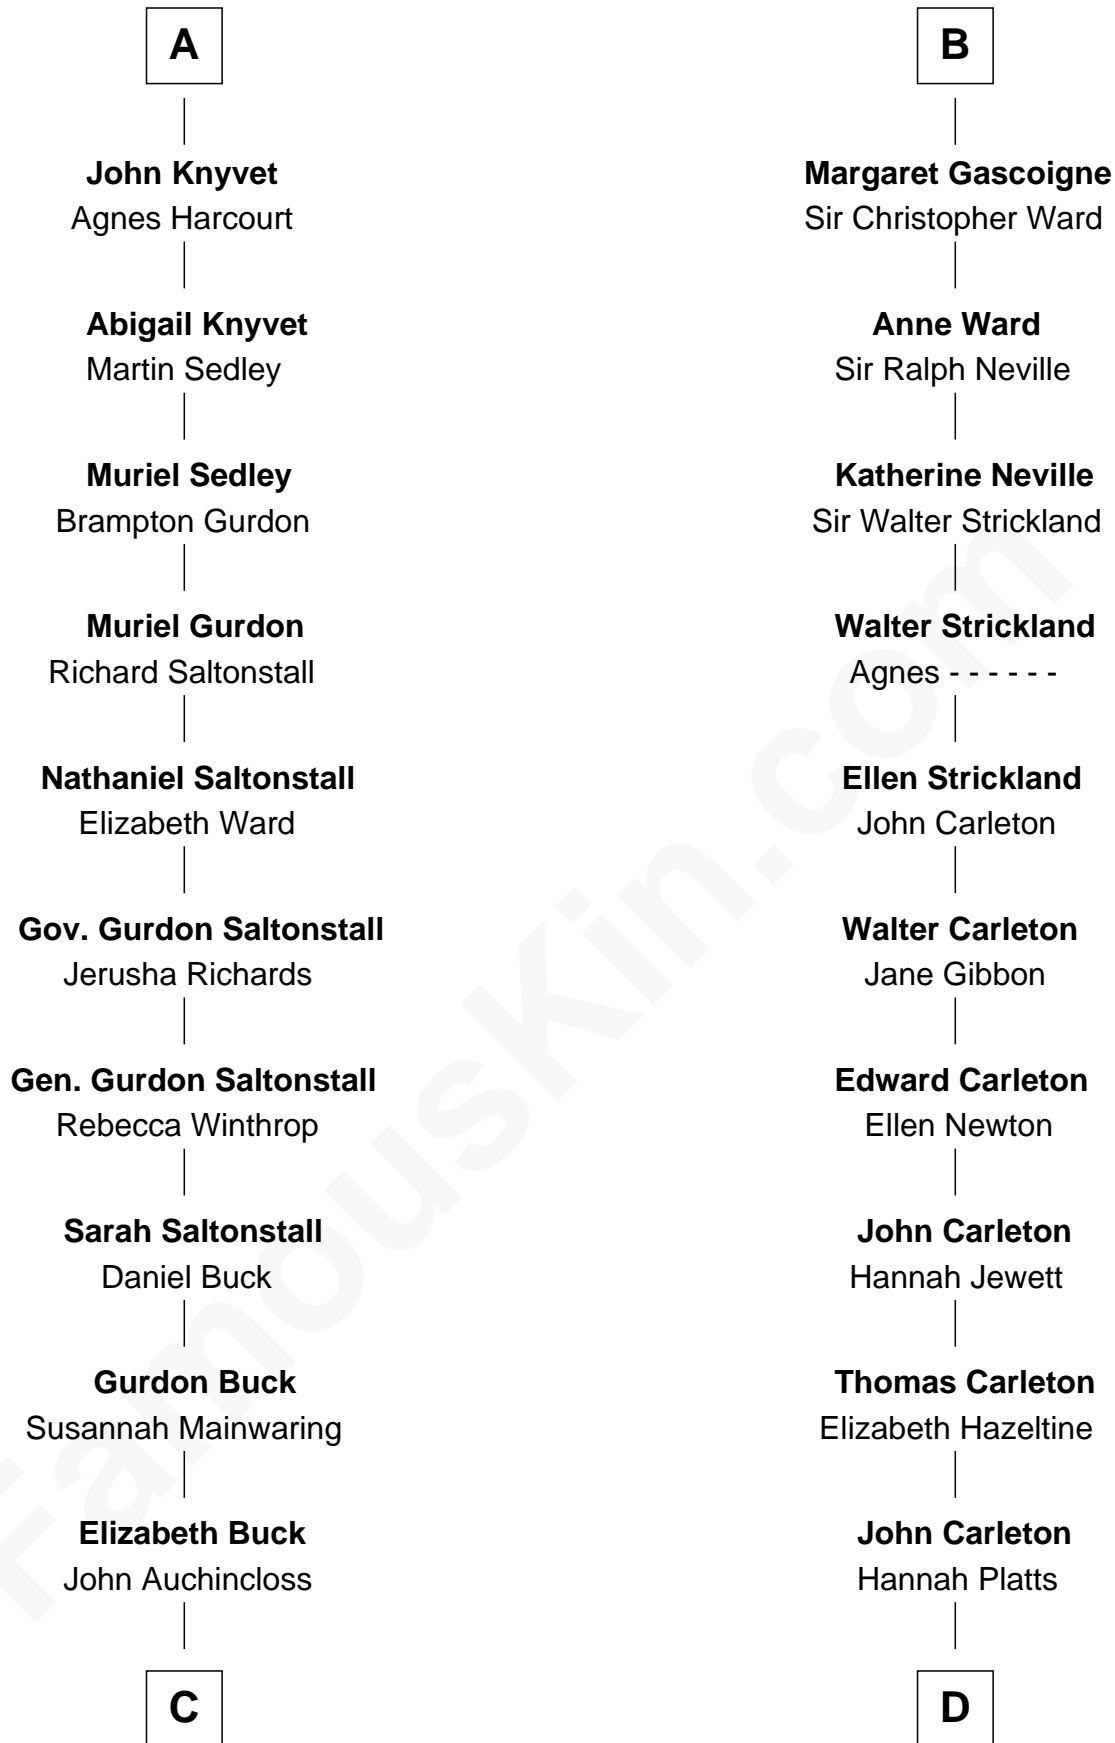 A
John Knyvet
Agnes Harcourt
Abigail Knyvet
Martin Sedley
Muriel Sedley
Brampton Gurdon
Muriel Gurdon
Richard Saltonstall
Nathaniel Saltonstall
Elizabeth Ward
Gov. Gurdon Saltonstall
Jerusha Richards
Gen. Gurdon Saltonstall
Rebecca Winthrop
Sarah Saltonstall
Daniel Buck
Gurdon Buck
Susannah Mainwaring
Elizabeth Buck
John Auchincloss
C
B
Margaret Gascoigne
Sir Christopher Ward
Anne Ward
Sir Ralph Neville
Katherine Neville
Sir Walter Strickland
Walter Strickland
Agnes - - - - - -
Ellen Strickland
John Carleton
Walter Carleton
Jane Gibbon
Edward Carleton
Ellen Newton
John Carleton
Hannah Jewett
Thomas Carleton
Elizabeth Hazeltine
John Carleton
Hannah Platts
D
FamousKin.com